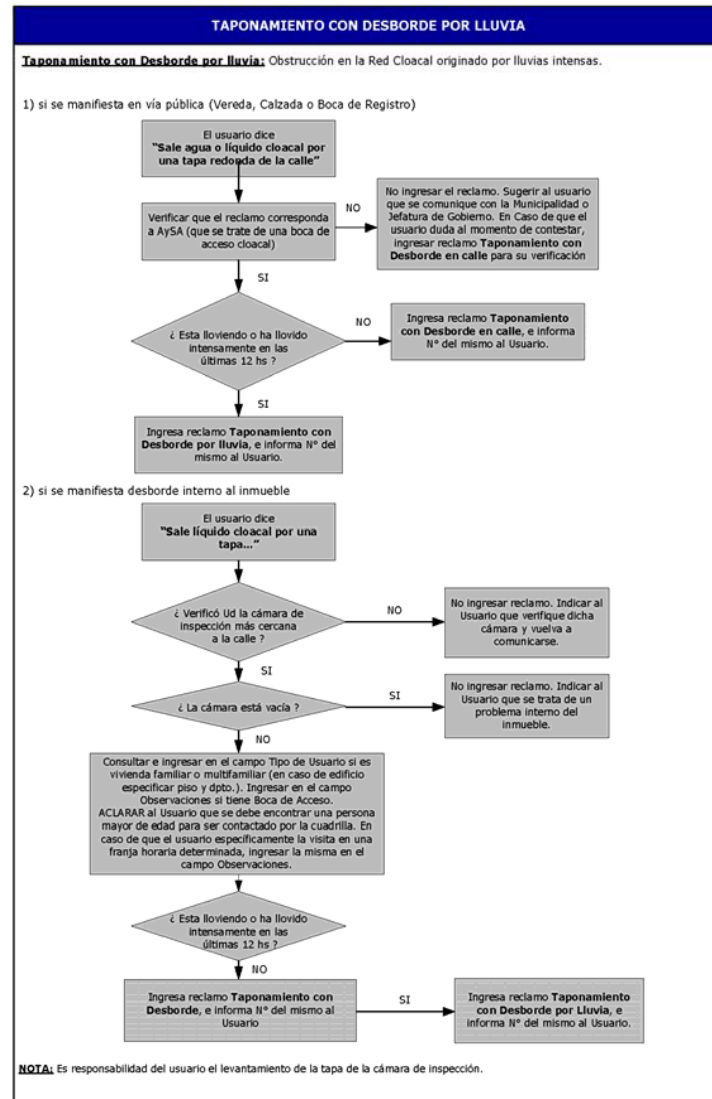 TAPONAMIENTO CON DESBORDE POR LLUVIA
Taponamiento con Desborde por lluvia: Obstrucción en la Red Cloacal originado por lluvias intensas.
1) si se manifiesta en vía pública (Vereda, Calzada o Boca de Registro)
El usuario dice
"Sale agua o líquido cloacal por
una tapa redonda de la calle"
Verificar que el reclamo corresponda
a AySA (que se trate de una boca de
acceso cloacal)
NO
No ingresar el reclamo. Sugerir al usuario
que se comunique con la Municipalidad o
Jefatura de Gobierno. En Caso de que el
usuario duda al momento de contestar,
ingresar reclamo Taponamiento con
Desborde en calle para su verificación
SI
¿ Esta lloviendo o ha llovido
intensamente en las
últimas 12 hs ?
NO
Ingresa reclamo Taponamiento
con Desborde en calle, e informa
N° del mismo al Usuario.
SI
Ingresa reclamo Taponamiento con
Desborde por lluvia, e informa N° del
mismo al Usuario.
2) si se manifiesta desborde interno al inmueble
El usuario dice
"Sale líquido cloacal por una
tapa..."
¿ Verificó Ud la cámara de
inspección más cercana
a la calle ?
NO
No ingresar reclamo. Indicar al
Usuario que verifique dicha
cámara y vuelva a
comunicarse.
SI
¿ La cámara está vacía ?
SI
No ingresar reclamo. Indicar al
Usuario que se trata de un
problema interno del
inmueble.
NO
Consultar e ingresar en el campo Tipo de Usuario si es
vivienda familiar o multifamiliar (en caso de edificio
especificar piso y dpto.). Ingresar en el campo
Observaciones si tiene Boca de Acceso.
ACLARAR al Usuario que se debe encontrar una persona
mayor de edad para ser contactado por la cuadrilla. En
caso de que el usuario específicamente la visita en una
franja horaria determinada, ingresar la misma en el
campo Observaciones.
¿ Esta lloviendo o ha llovido
intensamente en las
últimas 12 hs ?
NO
Ingresa reclamo Taponamiento con
Desborde, e informa N° del mismo al
Usuario
SI
Ingresa reclamo Taponamiento
con Desborde por Lluvia, e
informa N° del mismo al Usuario.
NOTA: Es responsabilidad del usuario el levantamiento de la tapa de la cámara de inspección.